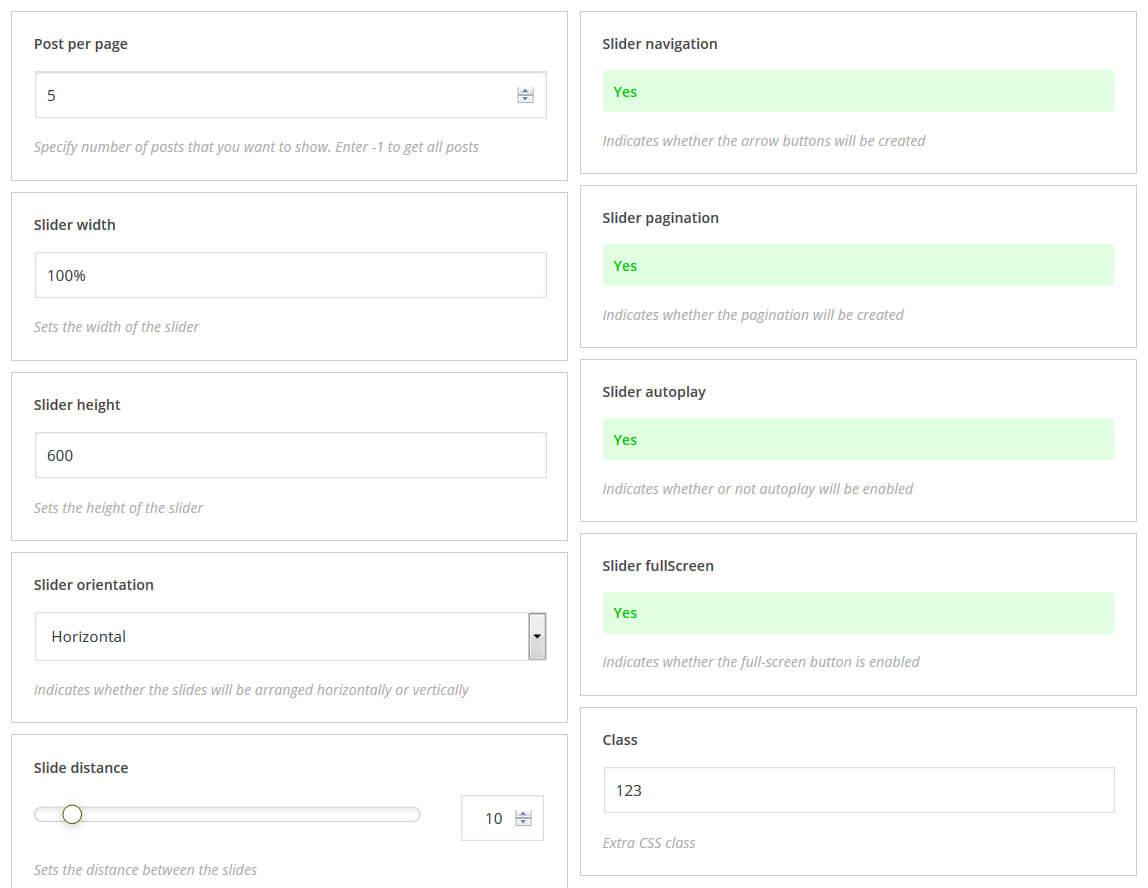 Post per page
5
Specify number of posts that you want to show. Enter -1 to get all posts
Slider width
100%
Sets the width of the slider
Slider height
600
Sets the height of the slider
Slider orientation
Horizontal
Indicates whether the slides will be arranged horizontally or vertically
Slide distance
10
Sets the distance between the slides
Slider navigation
Yes
Indicates whether the arrow buttons will be created
Slider pagination
Yes
Indicates whether the pagination will be created
Slider autoplay
Yes
Indicates whether or not autoplay will be enabled
Slider fullScreen
Yes
Indicates whether the full-screen button is enabled
Class
123
Extra CSS class